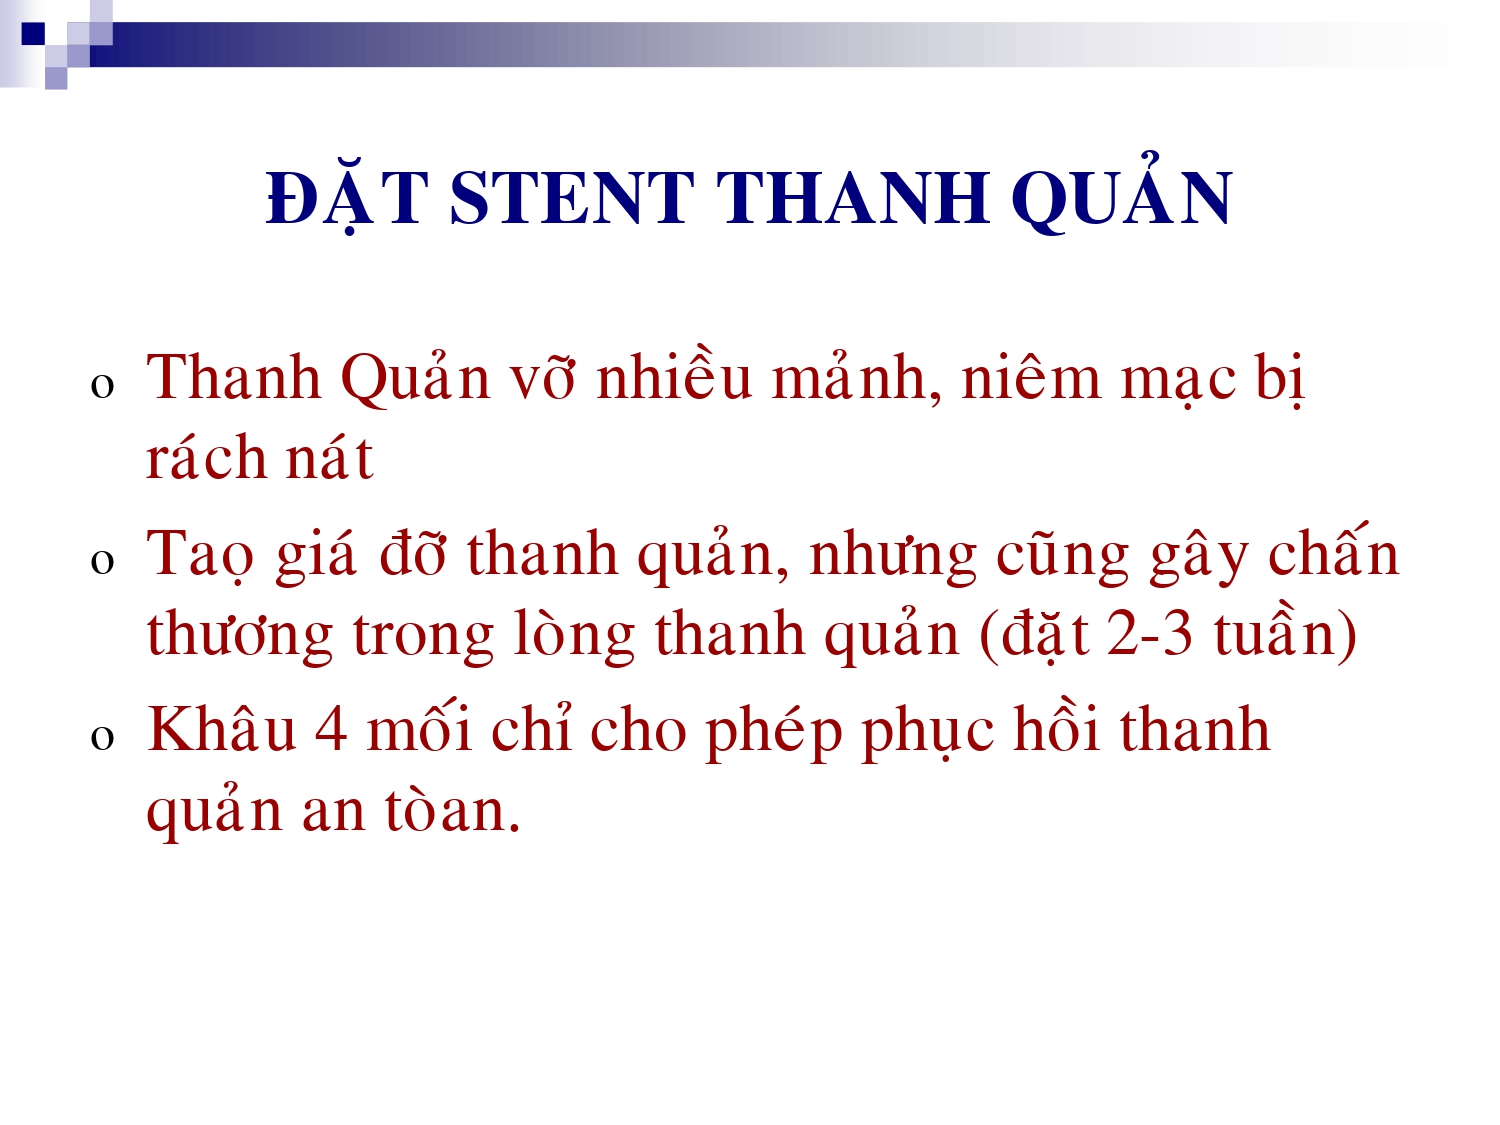 ĐẶT STENT THANH QUẢN
o Thanh Quản vỡ nhiều mảnh, niêm mạc bị
rách nát
o Taọ giá đỡ thanh quản, nhưng cũng gây chấn
thương trong lòng thanh quản (đặt 2-3 tuần)
o Khâu 4 mối chỉ cho phép phục hồi thanh
quản an tòan.